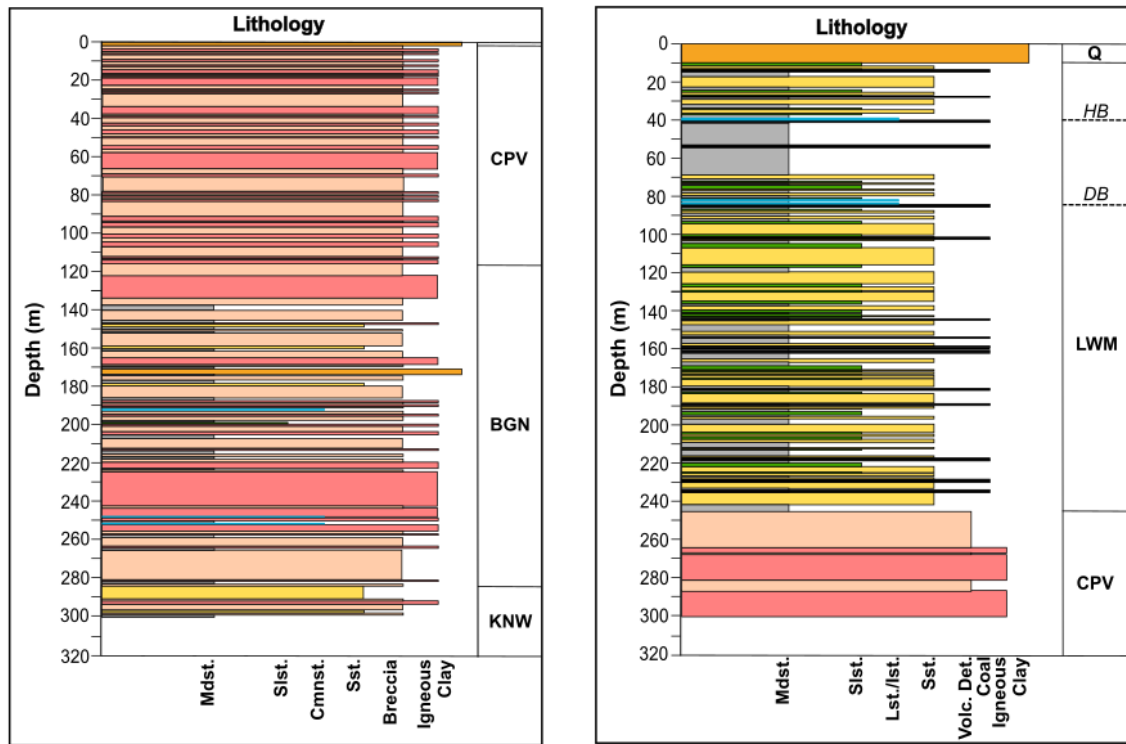 Lithology
0
20
40
60
80
100
120
140
160
180
200
220
240
260
280
300
320
Depth (m)
CPV
BGN
KNW
Mdst.
Slst.
Cmnst.
Sst.
Breccia
Igneous
Clay
Lithology
0
20
40
60
80
100
120
140
160
180
200
220
240
260
280
300
320
Depth (m)
Q
HB
DB
LWM
CPV
Mdst.
Slst.
Lst./Ist.
Sst.
Volc. Det.
Coal
Igneous
Clay